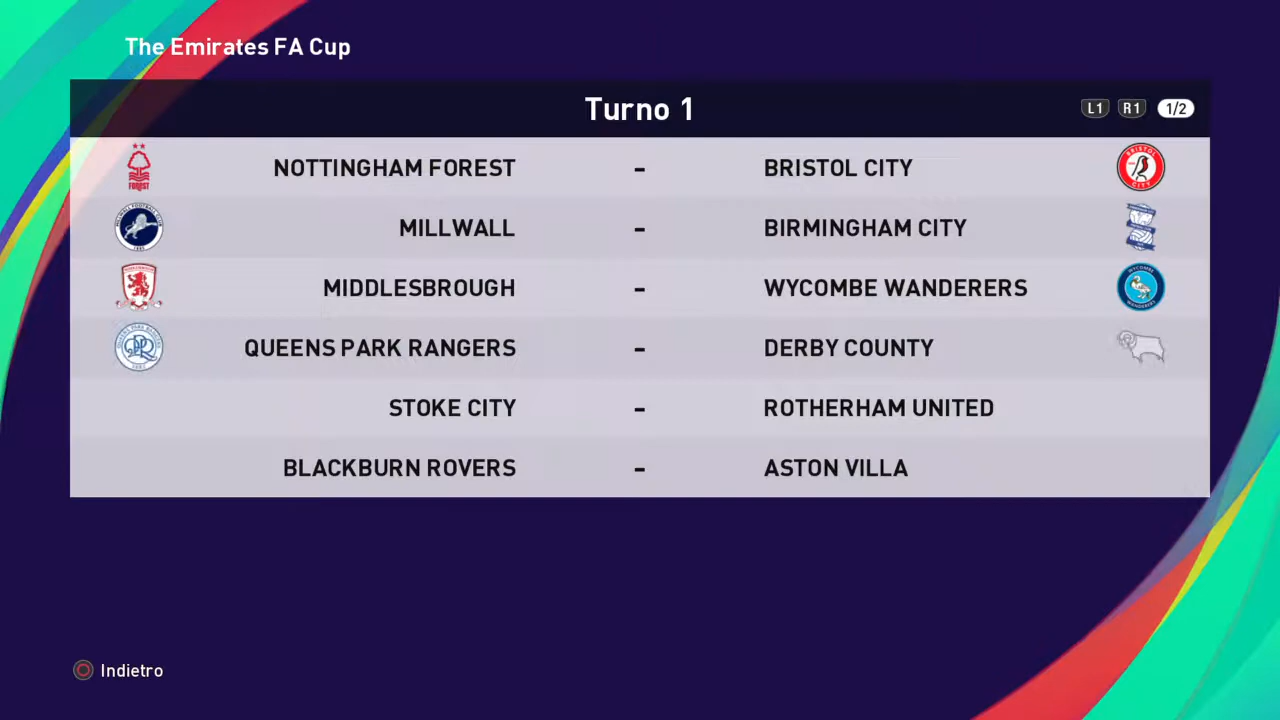 The Emirates FA Cup
Turno 1
L1 R1 1/2
NOTTINGHAM FOREST - BRISTOL CITY
MILLWALL - BIRMINGHAM CITY
MIDDLESBROUGH - WYCOMBE WANDERERS
QUEENS PARK RANGERS - DERBY COUNTY
STOKE CITY - ROTHERHAM UNITED
BLACKBURN ROVERS - ASTON VILLA
Indietro